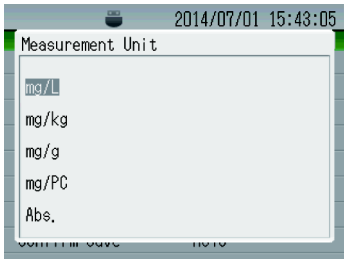 2014/07/01 15:43:05
Measurement Unit
mg/L
mg/kg
mg/g
mg/PC
Abs.